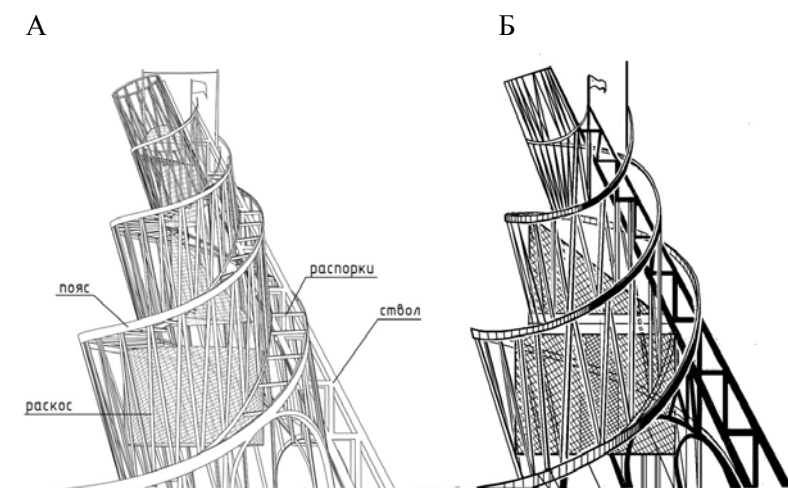 А
Б
распорки
пояс
ствол
раскос